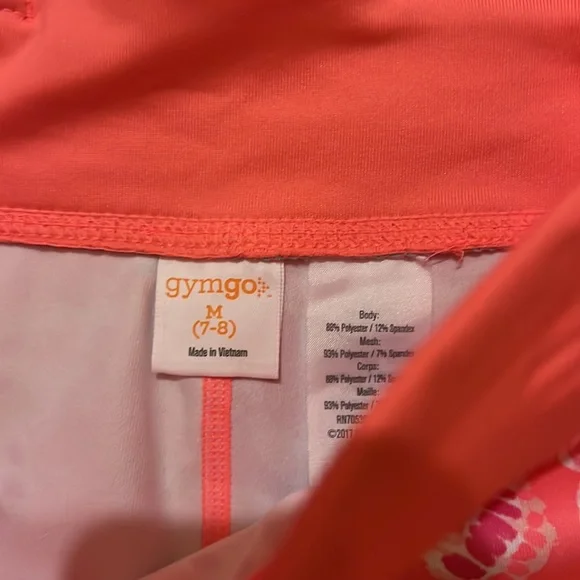 gymgo
M
(7-8)
Made in Vietnam
Body:
88% Polyester / 12% Spandex
Mesh:
93% Polyester / 7% Spandex
Corps:
88% Polyester / 12%
Maille:
93% Polyester /
©2017